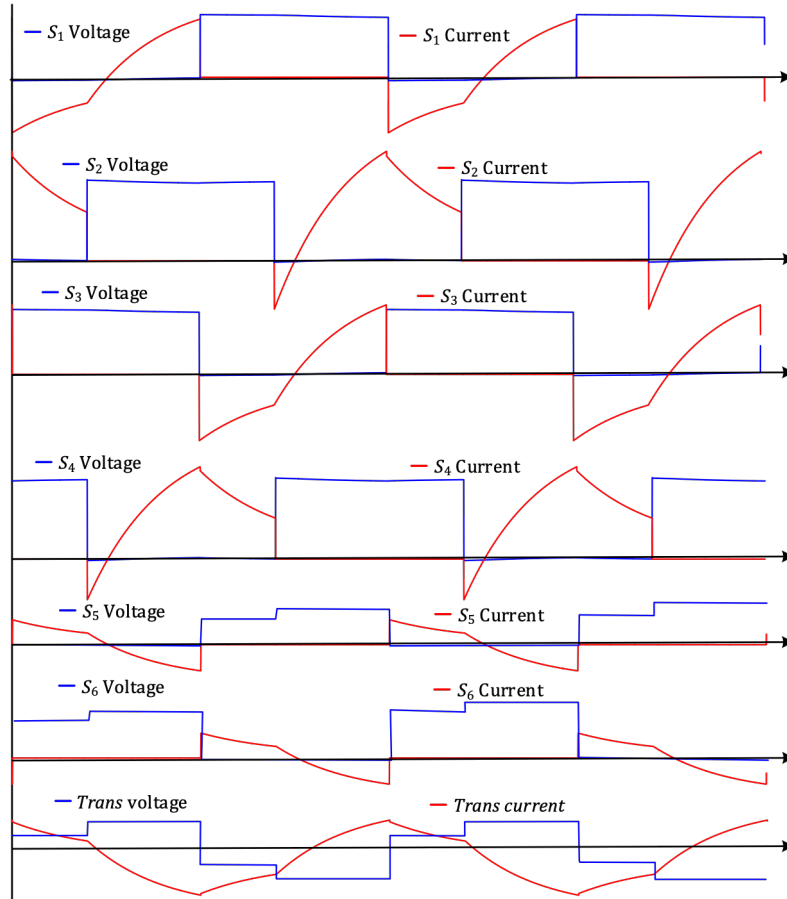 S₁ Voltage S₁ Current
S₂ Voltage S₂ Current
S₃ Voltage S₃ Current
S₄ Voltage S₄ Current
S₅ Voltage S₅ Current
S₆ Voltage S₆ Current
Trans voltage Trans current